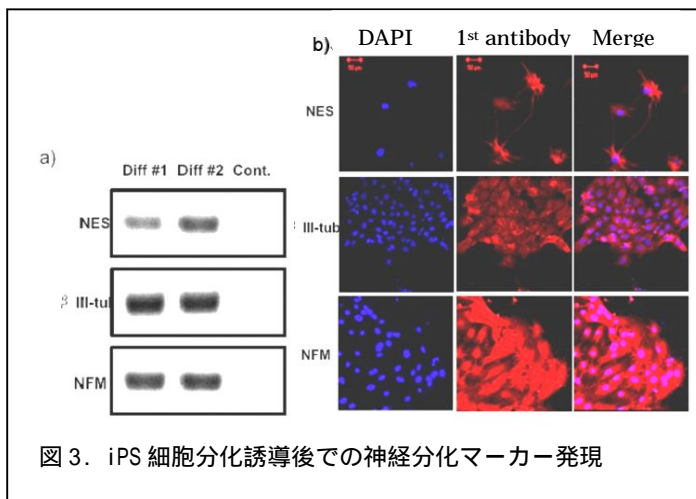 a)
Diff #1 Diff #2 Cont.
NES
β III-tul
NFM
b)
DAPI 1st antibody Merge
NES
III-tub
NFM
図 3. iPS 細胞分化誘導後での神経分化マーカー発現